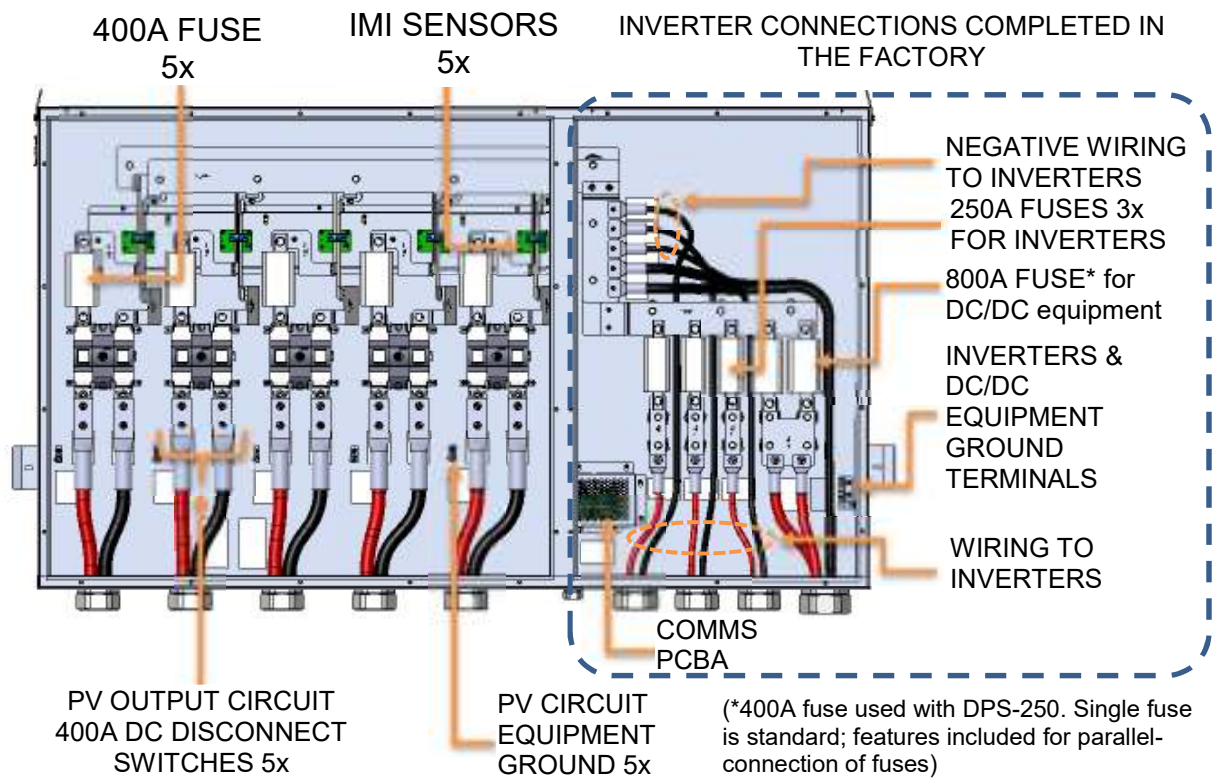 400A FUSE
5x
IMI SENSORS
5x
INVERTER CONNECTIONS COMPLETED IN
THE FACTORY
NEGATIVE WIRING
TO INVERTERS
250A FUSES 3x
FOR INVERTERS
800A FUSE* for
DC/DC equipment
INVERTERS &
DC/DC
EQUIPMENT
GROUND
TERMINALS
WIRING TO
INVERTERS
COMMS
PCBA
PV OUTPUT CIRCUIT
400A DC DISCONNECT
SWITCHES 5x
PV CIRCUIT
EQUIPMENT
GROUND 5x
(*400A fuse used with DPS-250. Single fuse
is standard; features included for parallel-
connection of fuses)